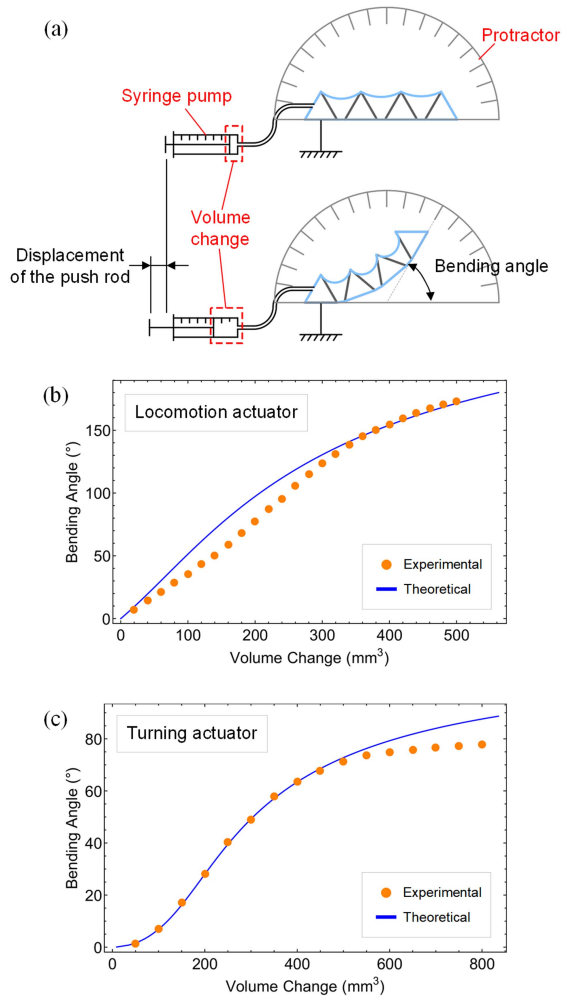 (a)
Protractor
Syringe pump
Volume
change
Displacement
of the push rod
Bending angle
(b)
Locomotion actuator
Bending Angle (°)
150
100
50
0
Experimental
Theoretical
0 100 200 300 400 500
Volume Change (mm³)
(c)
Turning actuator
Bending Angle (°)
80
60
40
20
0
Experimental
Theoretical
0 200 400 600 800
Volume Change (mm³)